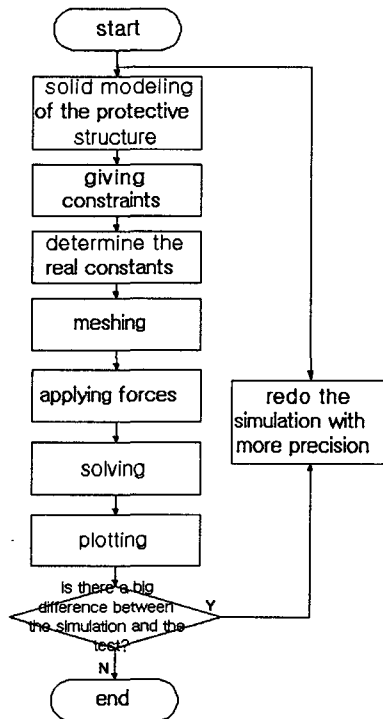 start
solid modeling
of the protective
structure
giving
constraints
determine the
real constants
meshing
applying forces
solving
plotting
is there a big
difference between
the simulation and the
test?
Y
N
end
redo the
simulation with
more precision